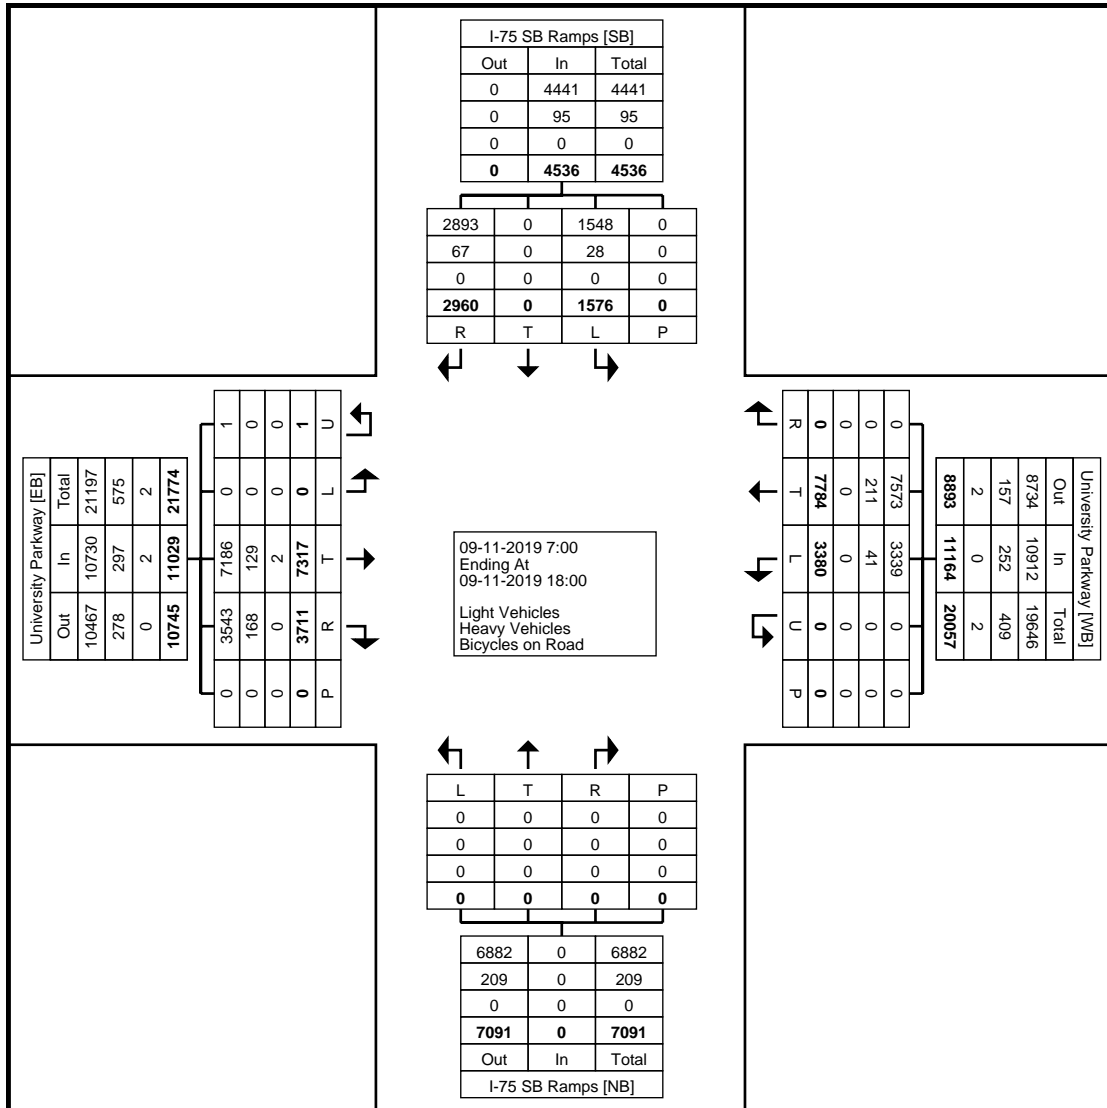 I-75 SB Ramps [SB]
Out In Total
0 4441 4441
0 95 95
0 0 0
0 4536 4536
2893 0 1548 0
67 0 28 0
0 0 0 0
2960 0 1576 0
R T L P
University Parkway [EB]
Total In Out
21197 10730 10467
575 297 278
2 2 0
21774 11029 10745
1 0 7186 3543 0
0 0 129 168 0
0 0 2 0 0
1 0 7317 3711 0
U L T R P
09-11-2019 7:00
Ending At
09-11-2019 18:00
Light Vehicles
Heavy Vehicles
Bicycles on Road
University Parkway [WB]
Out In Total
8734 10912 19646
157 252 409
2 0 2
8893 11164 20057
0 7573 3339 0 0
0 211 41 0 0
0 0 0 0 0
0 7784 3380 0 0
R T L U P
L T R P
0 0 0 0
0 0 0 0
0 0 0 0
0 0 0 0
6882 0 6882
209 0 209
0 0 0
7091 0 7091
Out In Total
I-75 SB Ramps [NB]